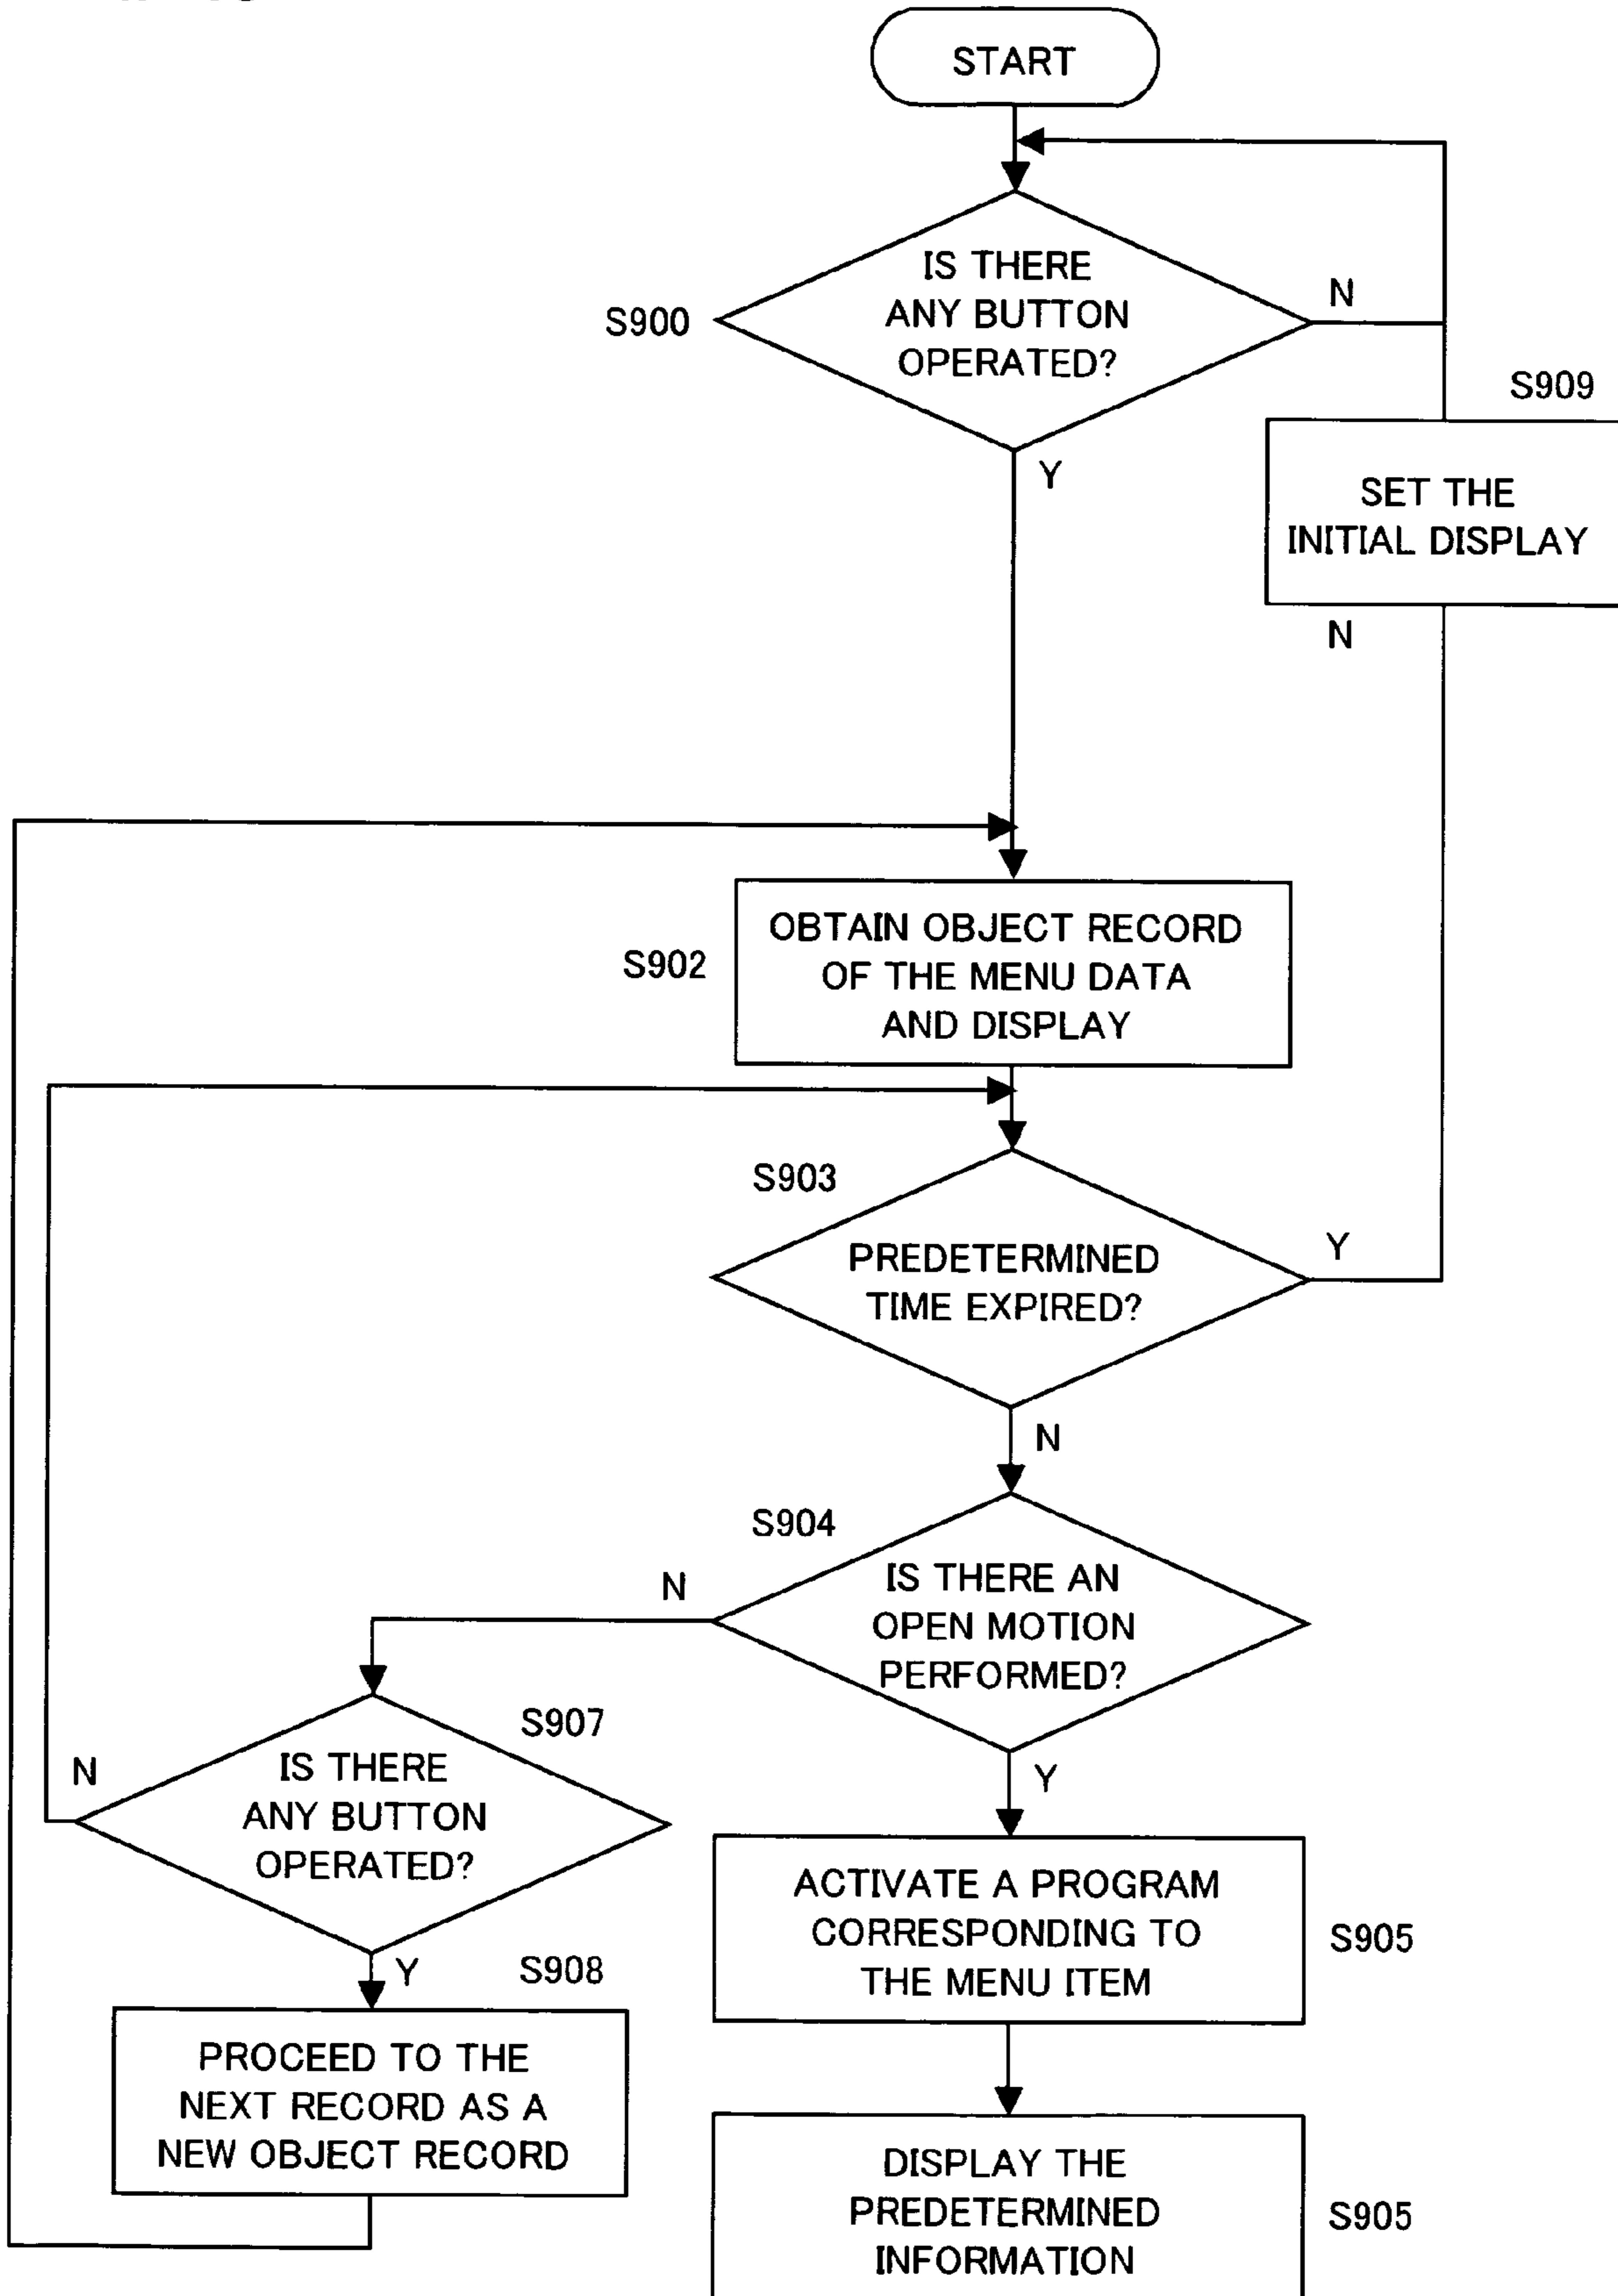 START
IS THERE
ANY BUTTON
OPERATED?
S900
N
Y
S909
SET THE
INITIAL DISPLAY
N
S902
OBTAIN OBJECT RECORD
OF THE MENU DATA
AND DISPLAY
S903
PREDETERMINED
TIME EXPIRED?
Y
N
S904
IS THERE AN
OPEN MOTION
PERFORMED?
N
Y
S907
IS THERE
ANY BUTTON
OPERATED?
N
Y
S908
PROCEED TO THE
NEXT RECORD AS A
NEW OBJECT RECORD
ACTIVATE A PROGRAM
CORRESPONDING TO
THE MENU ITEM
S905
DISPLAY THE
PREDETERMINED
INFORMATION
S905